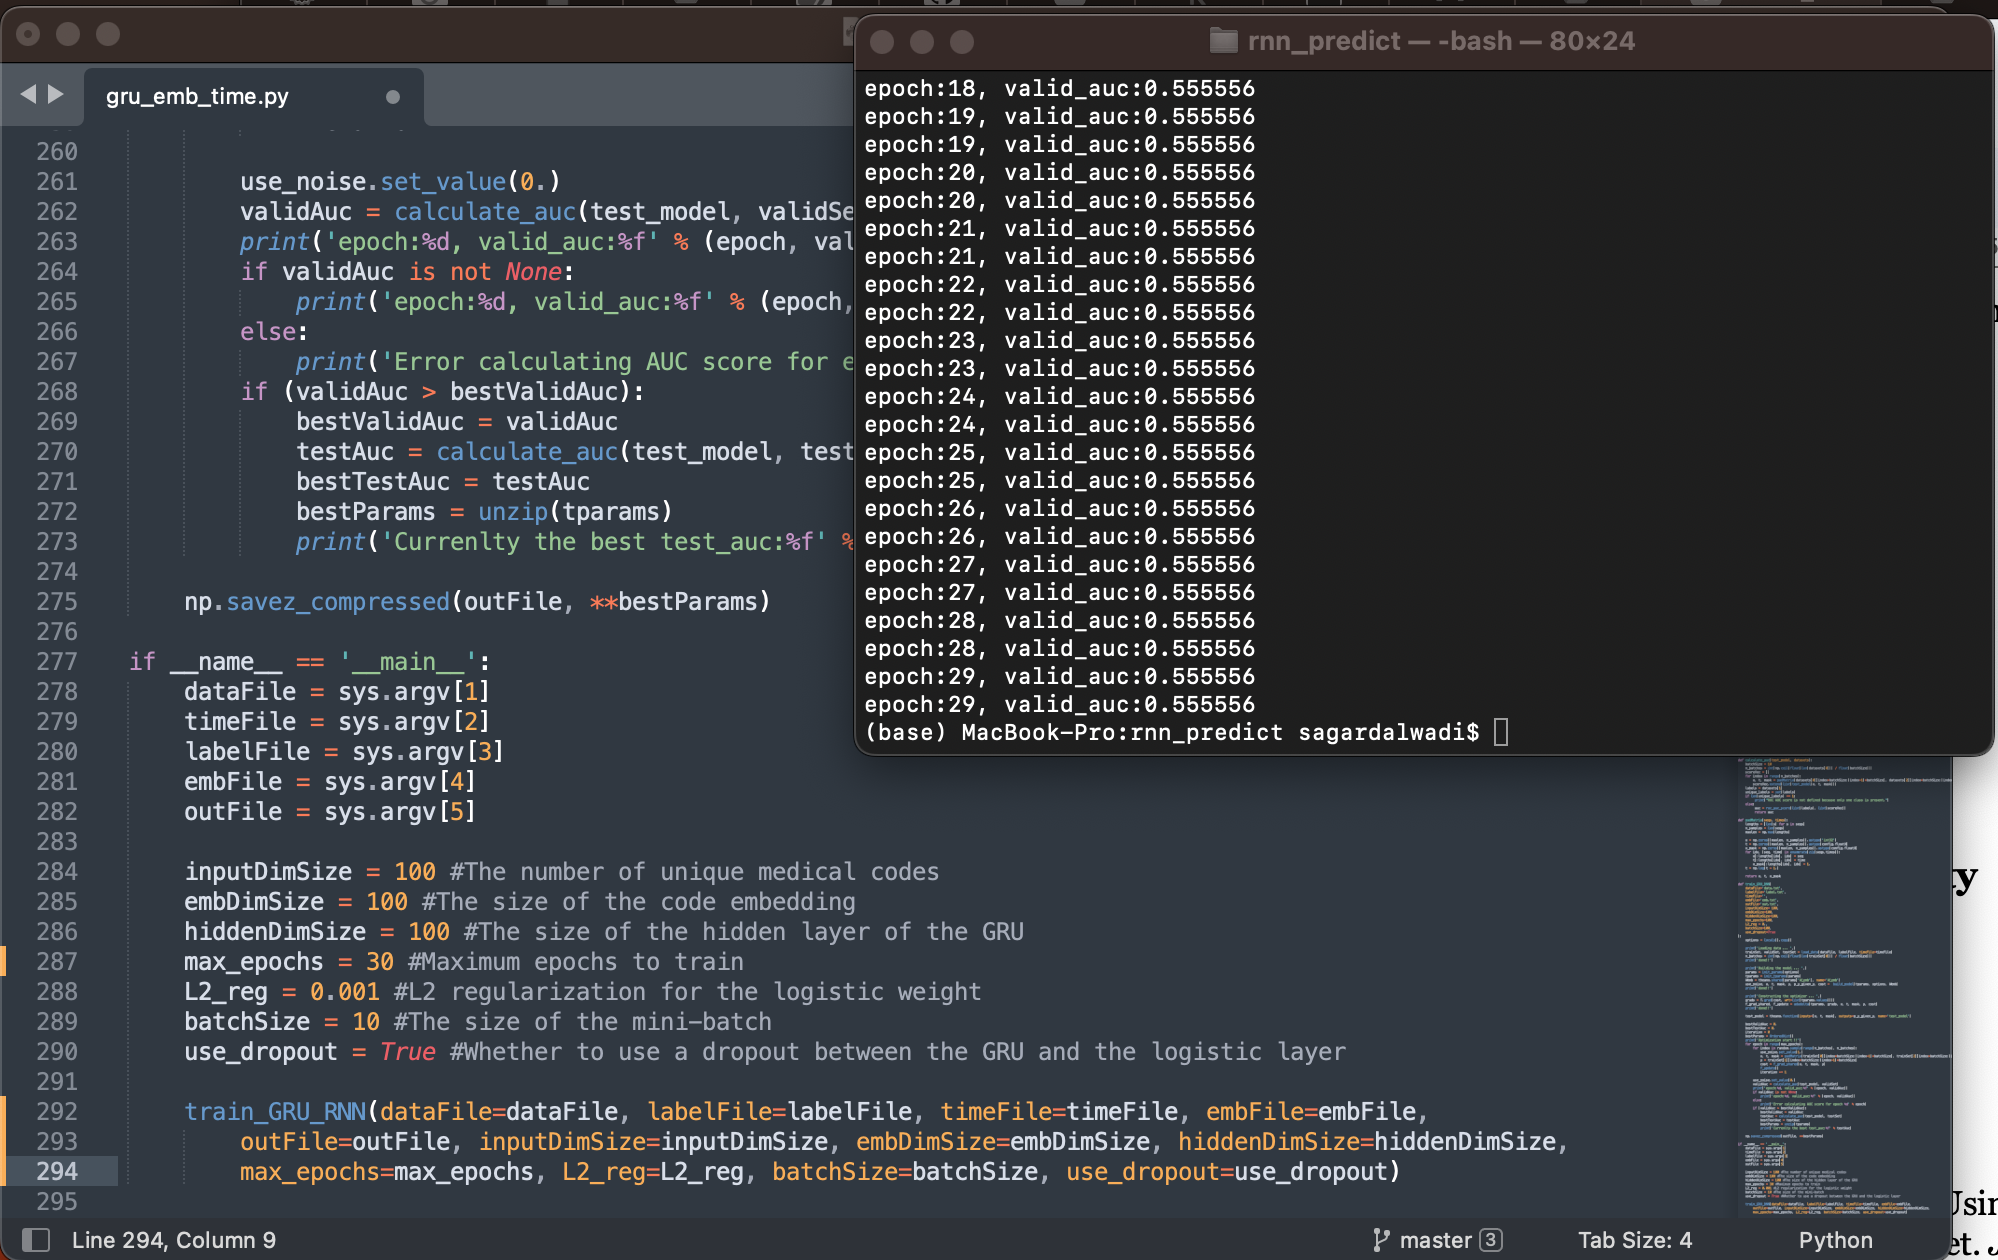 gru_emb_time.py
260
261 use_noise.set_value(0.)
262 validAuc = calculate_auc(test_model, validSe
263 print('epoch:%d, valid_auc:%f' % (epoch, val
264 if validAuc is not None:
265 print('epoch:%d, valid_auc:%f' % (epoch,
266 else:
267 print('Error calculating AUC score for e
268 if (validAuc > bestValidAuc):
269 bestValidAuc = validAuc
270 testAuc = calculate_auc(test_model, test
271 bestTestAuc = testAuc
272 bestParams = unzip(tparams)
273 print('Currenlty the best test_auc:%f' %
274
275 np.savez_compressed(outFile, **bestParams)
276
277 if __name__ == '__main__':
278 dataFile = sys.argv[1]
279 timeFile = sys.argv[2]
280 labelFile = sys.argv[3]
281 embFile = sys.argv[4]
282 outFile = sys.argv[5]
283
284 inputDimSize = 100 #The number of unique medical codes
285 embDimSize = 100 #The size of the code embedding
286 hiddenDimSize = 100 #The size of the hidden layer of the GRU
287 max_epochs = 30 #Maximum epochs to train
288 L2_reg = 0.001 #L2 regularization for the logistic weight
289 batchSize = 10 #The size of the mini-batch
290 use_dropout = True #Whether to use a dropout between the GRU and the logistic layer
291
292 train_GRU_RNN(dataFile=dataFile, labelFile=labelFile, timeFile=timeFile, embFile=embFile,
293 outFile=outFile, inputDimSize=inputDimSize, embDimSize=embDimSize, hiddenDimSize=hiddenDimSize,
294 max_epochs=max_epochs, L2_reg=L2_reg, batchSize=batchSize, use_dropout=use_dropout)
295
Line 294, Column 9
master 3
Tab Size: 4
Python
rnn_predict — -bash — 80×24
epoch:18, valid_auc:0.555556
epoch:19, valid_auc:0.555556
epoch:19, valid_auc:0.555556
epoch:20, valid_auc:0.555556
epoch:20, valid_auc:0.555556
epoch:21, valid_auc:0.555556
epoch:21, valid_auc:0.555556
epoch:22, valid_auc:0.555556
epoch:22, valid_auc:0.555556
epoch:23, valid_auc:0.555556
epoch:23, valid_auc:0.555556
epoch:24, valid_auc:0.555556
epoch:24, valid_auc:0.555556
epoch:25, valid_auc:0.555556
epoch:25, valid_auc:0.555556
epoch:26, valid_auc:0.555556
epoch:26, valid_auc:0.555556
epoch:27, valid_auc:0.555556
epoch:27, valid_auc:0.555556
epoch:28, valid_auc:0.555556
epoch:28, valid_auc:0.555556
epoch:29, valid_auc:0.555556
epoch:29, valid_auc:0.555556
(base) MacBook-Pro:rnn_predict sagardalwadi$